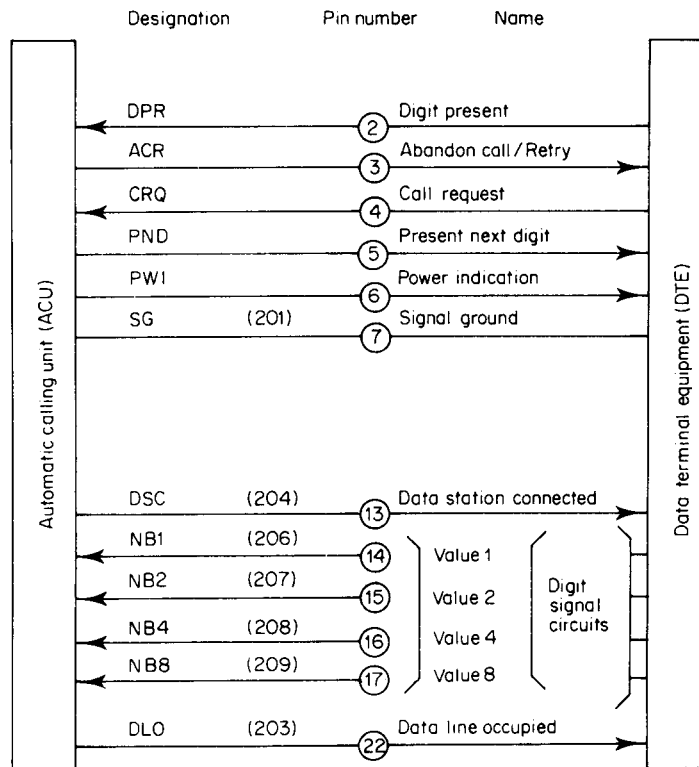 Designation Pin number Name
DPR 2 Digit present
ACR 3 Abandon call/Retry
CRQ 4 Call request
PND 5 Present next digit
PWI 6 Power indication
SG (201) 7 Signal ground
DSC (204) 13 Data station connected
NB1 (206) 14 Value 1
NB2 (207) 15 Value 2
NB4 (208) 16 Value 4
NB8 (209) 17 Value 8
Digit
signal
circuits
DLO (203) 22 Data line occupied
Automatic calling unit (ACU)
Data terminal equipment (DTE)